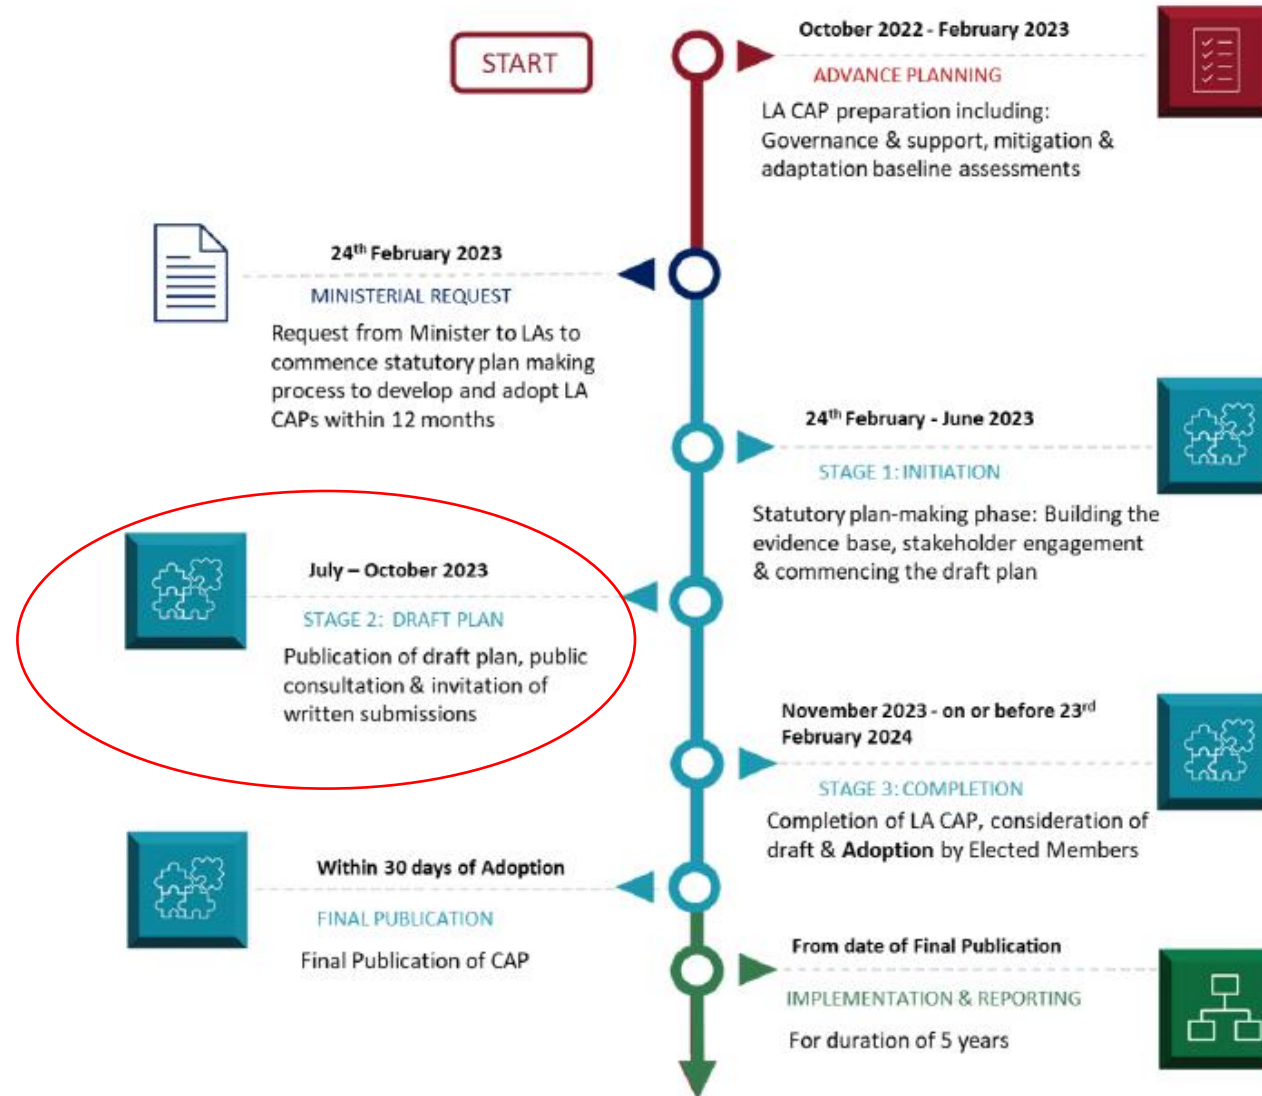 START
October 2022 - February 2023
ADVANCE PLANNING
LA CAP preparation including:
Governance & support, mitigation &
adaptation baseline assessments
24th February 2023
MINISTERIAL REQUEST
Request from Minister to LAs to
commence statutory plan making
process to develop and adopt LA
CAPs within 12 months
24th February - June 2023
STAGE 1: INITIATION
Statutory plan-making phase: Building the
evidence base, stakeholder engagement
& commencing the draft plan
July – October 2023
STAGE 2: DRAFT PLAN
Publication of draft plan, public
consultation & invitation of
written submissions
November 2023 - on or before 23rd
February 2024
STAGE 3: COMPLETION
Completion of LA CAP, consideration of
draft & Adoption by Elected Members
Within 30 days of Adoption
FINAL PUBLICATION
Final Publication of CAP
From date of Final Publication
IMPLEMENTATION & REPORTING
For duration of 5 years